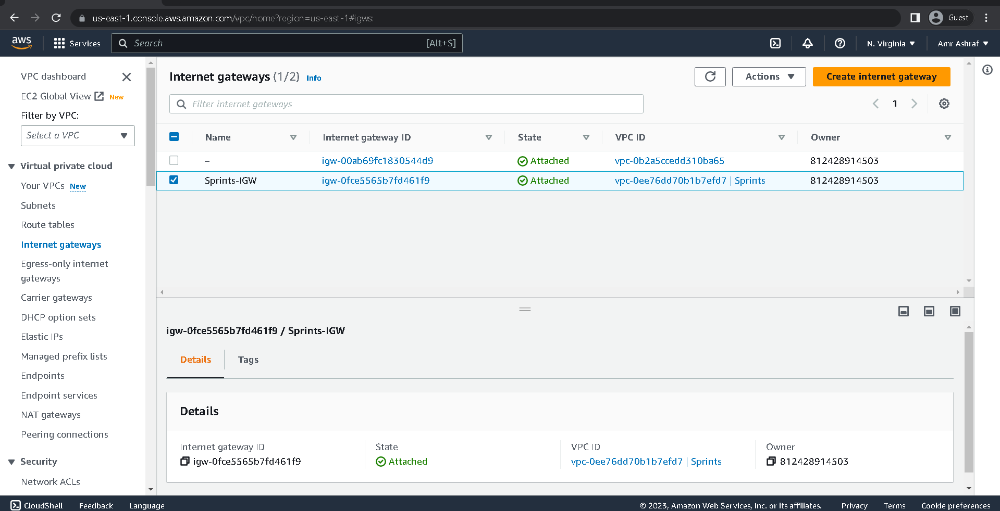 us-east-1.console.aws.amazon.com/vpc/home?region=us-east-1#igws:
Guest
aws
Services
Search
[Alt+S]
N. Virginia
Amr Ashraf
VPC dashboard
EC2 Global View New
Filter by VPC:
Select a VPC
Virtual private cloud
Your VPCs New
Subnets
Route tables
Internet gateways
Egress-only internet
gateways
Carrier gateways
DHCP option sets
Elastic IPs
Managed prefix lists
Endpoints
Endpoint services
NAT gateways
Peering connections
Security
Network ACLs
Internet gateways (1/2) Info
Actions
Create internet gateway
Filter internet gateways
1
Name Internet gateway ID State VPC ID Owner
– igw-00ab69fc1830544d9 Attached vpc-0b2a5ccedd310ba65 812428914503
Sprints-IGW igw-0fce5565b7fd461f9 Attached vpc-0ee76dd70b1b7efd7 | Sprints 812428914503
igw-0fce5565b7fd461f9 / Sprints-IGW
Details Tags
Details
Internet gateway ID State VPC ID Owner
igw-0fce5565b7fd461f9 Attached vpc-0ee76dd70b1b7efd7 | Sprints 812428914503
CloudShell Feedback Language
© 2023, Amazon Web Services, Inc. or its affiliates. Privacy Terms Cookie preferences